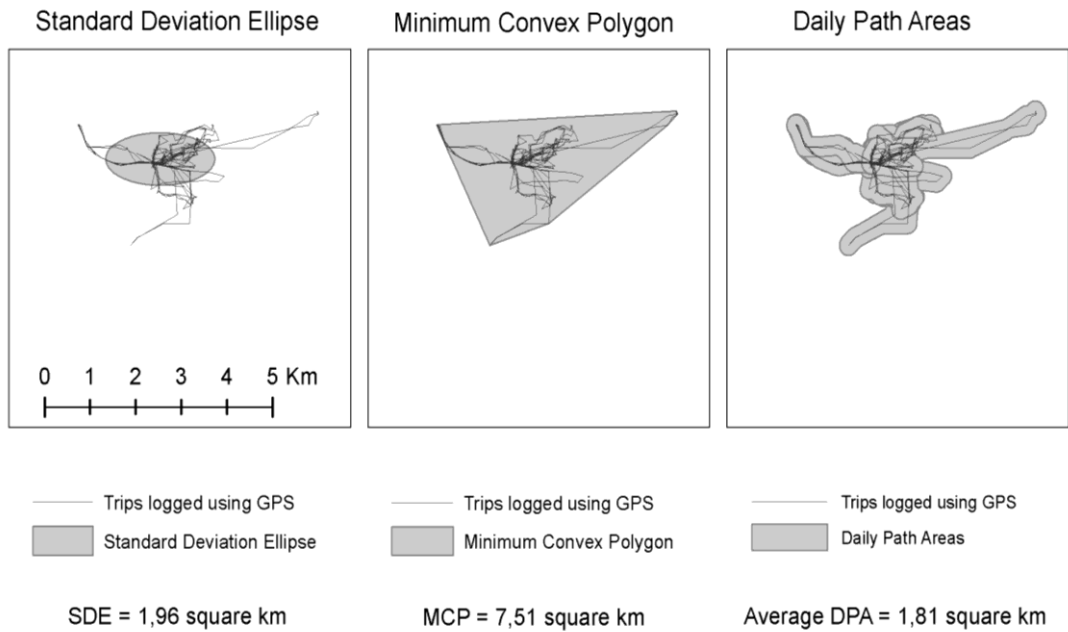 Standard Deviation Ellipse
Minimum Convex Polygon
Daily Path Areas
0 1 2 3 4 5 Km
Trips logged using GPS
Standard Deviation Ellipse
Trips logged using GPS
Minimum Convex Polygon
Trips logged using GPS
Daily Path Areas
SDE = 1,96 square km
MCP = 7,51 square km
Average DPA = 1,81 square km